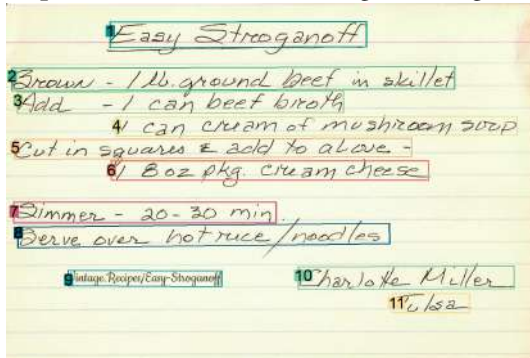 Easy Stroganoff
Brown - 1 lb. ground beef in skillet
Add - 1 can beef broth
1 can cream of mushroom soup
Cut in squares & add to above -
1 8 oz pkg. cream cheese
Simmer - 20-30 min.
Serve over hot rice/noodles
Vintage.Recipes/Easy-Stroganoff
Charlotte Miller
Tulsa